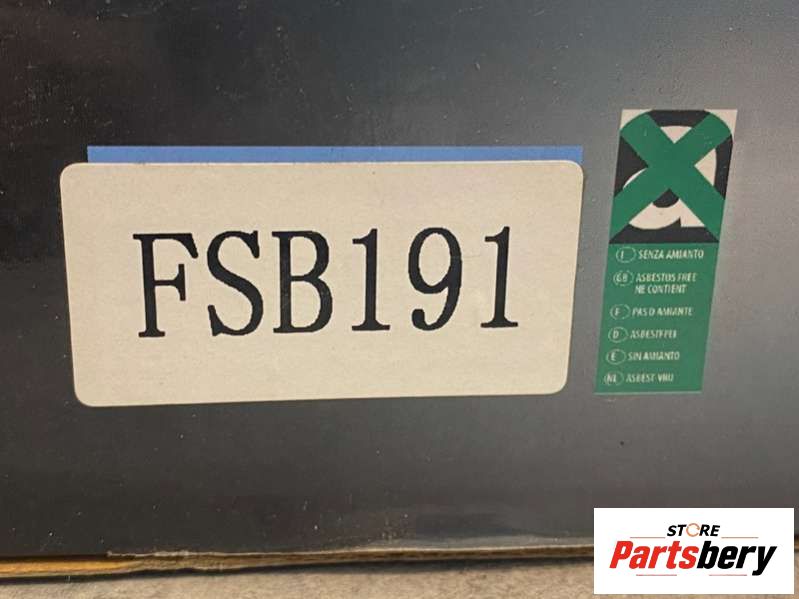 FSB191
a
I SENZA AMIANTO
GB ASBESTOS FREE
NE CONTIENT
F PAS D AMIANTE
D ASBESTFREI
E SIN AMIANTO
NL ASBEST-VRIJ
STORE
Partsbery